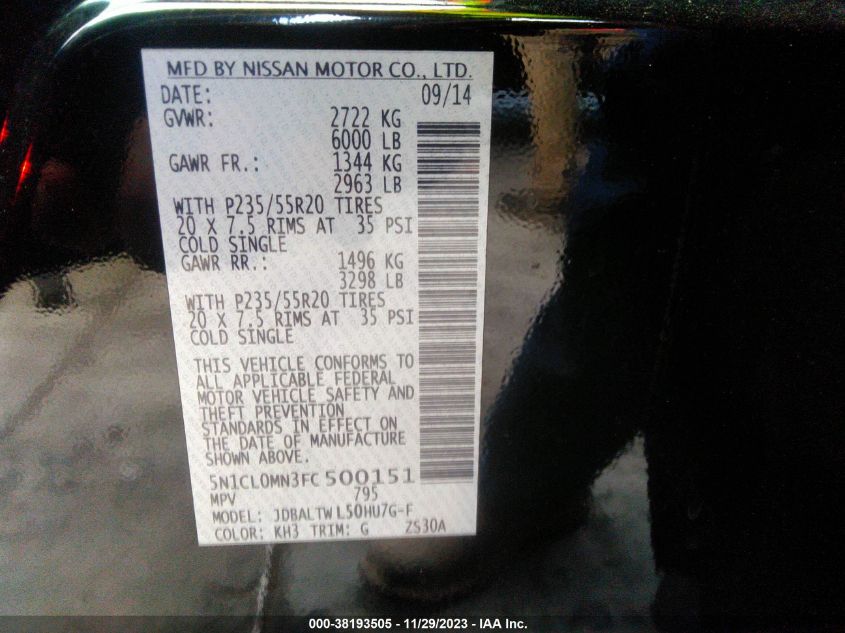 MFD BY NISSAN MOTOR CO., LTD.
DATE: 09/14
GVWR: 2722 KG
6000 LB
GAWR FR.: 1344 KG
2963 LB
WITH P235/55R20 TIRES
20 X 7.5 RIMS AT 35 PSI
COLD SINGLE
GAWR RR.: 1496 KG
3298 LB
WITH P235/55R20 TIRES
20 X 7.5 RIMS AT 35 PSI
COLD SINGLE
THIS VEHICLE CONFORMS TO
ALL APPLICABLE FEDERAL
MOTOR VEHICLE SAFETY AND
THEFT PREVENTION
STANDARDS IN EFFECT ON
THE DATE OF MANUFACTURE
SHOWN ABOVE.
5N1CL0MN3FC500151
MPV 795
MODEL: JDBALTWL50HU7G-F
COLOR: KH3 TRIM: G ZS30A
000-38193505 - 11/29/2023 - IAA Inc.